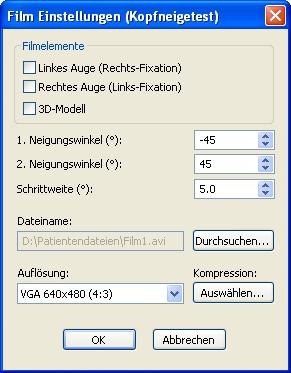 Film Einstellungen (Kopfneigetest)
Filmelemente
Linkes Auge (Rechts-Fixation)
Rechtes Auge (Links-Fixation)
3D-Modell
1. Neigungswinkel (°): -45
2. Neigungswinkel (°): 45
Schrittweite (°): 5.0
Dateiname:
D:\Patientendateien\Film1.avi Durchsuchen...
Auflösung: Kompression:
VGA 640x480 (4:3) Auswählen...
OK Abbrechen